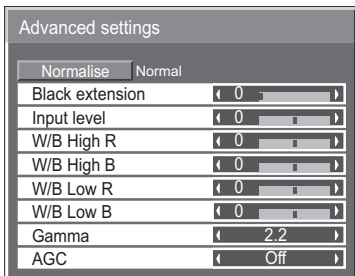 Advanced settings
Normalise Normal
Black extension 0
Input level 0
W/B High R 0
W/B High B 0
W/B Low R 0
W/B Low B 0
Gamma 2.2
AGC Off